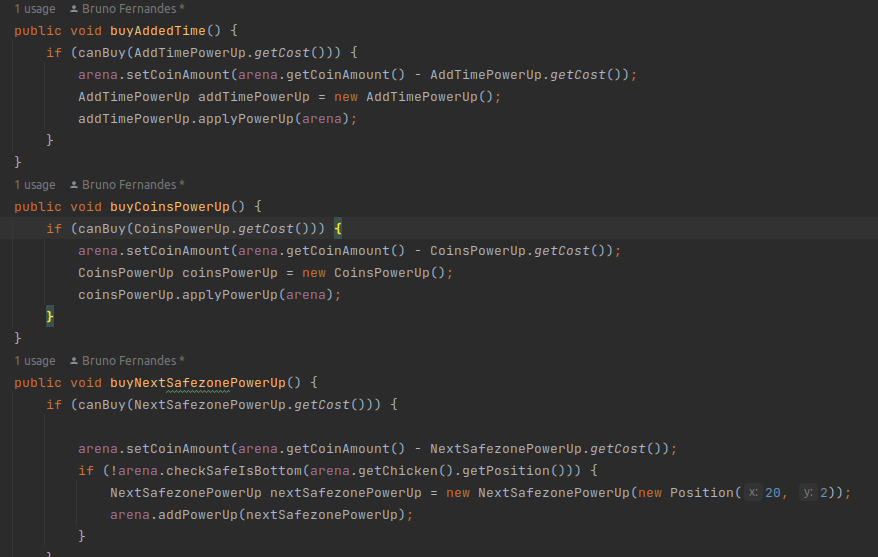 1 usage Bruno Fernandes *
public void buyAddedTime() {
if (canBuy(AddTimePowerUp.getCost())) {
arena.setCoinAmount(arena.getCoinAmount() - AddTimePowerUp.getCost());
AddTimePowerUp addTimePowerUp = new AddTimePowerUp();
addTimePowerUp.applyPowerUp(arena);
}
}
1 usage Bruno Fernandes *
public void buyCoinsPowerUp() {
if (canBuy(CoinsPowerUp.getCost())) {
arena.setCoinAmount(arena.getCoinAmount() - CoinsPowerUp.getCost());
CoinsPowerUp coinsPowerUp = new CoinsPowerUp();
coinsPowerUp.applyPowerUp(arena);
}
}
1 usage Bruno Fernandes *
public void buyNextSafezonePowerUp() {
if (canBuy(NextSafezonePowerUp.getCost())) {
arena.setCoinAmount(arena.getCoinAmount() - NextSafezonePowerUp.getCost());
if (!arena.checkSafeIsBottom(arena.getChicken().getPosition())) {
NextSafezonePowerUp nextSafezonePowerUp = new NextSafezonePowerUp(new Position( x: 20, y: 2));
arena.addPowerUp(nextSafezonePowerUp);
}